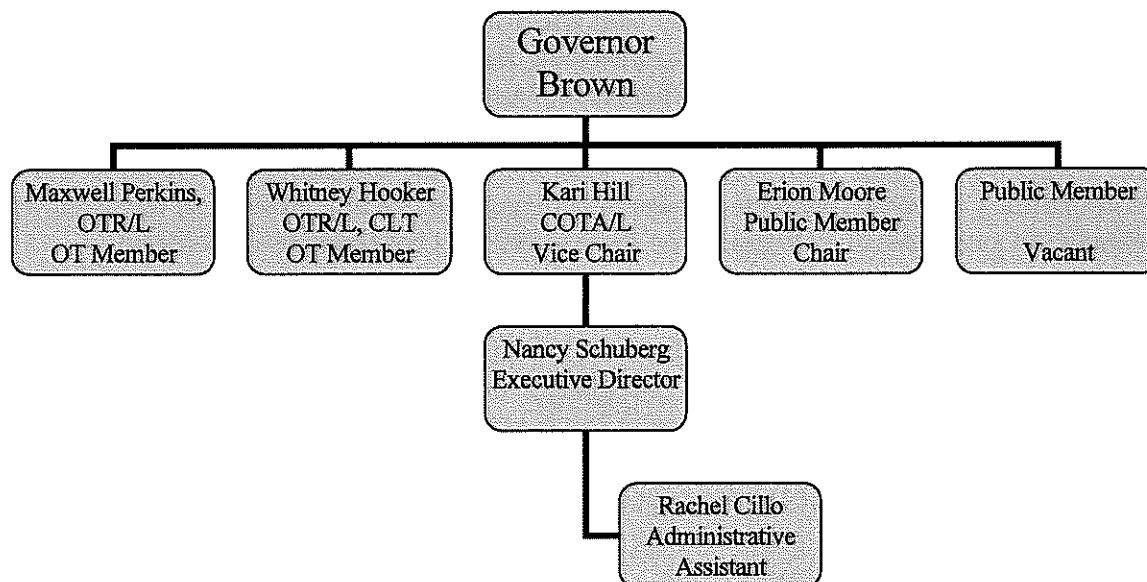 Governor
Brown
Maxwell Perkins,
OTR/L
OT Member
Whitney Hooker
OTR/L, CLT
OT Member
Kari Hill
COTA/L
Vice Chair
Erion Moore
Public Member
Chair
Public Member
Vacant
Nancy Schuberg
Executive Director
Rachel Cillo
Administrative
Assistant